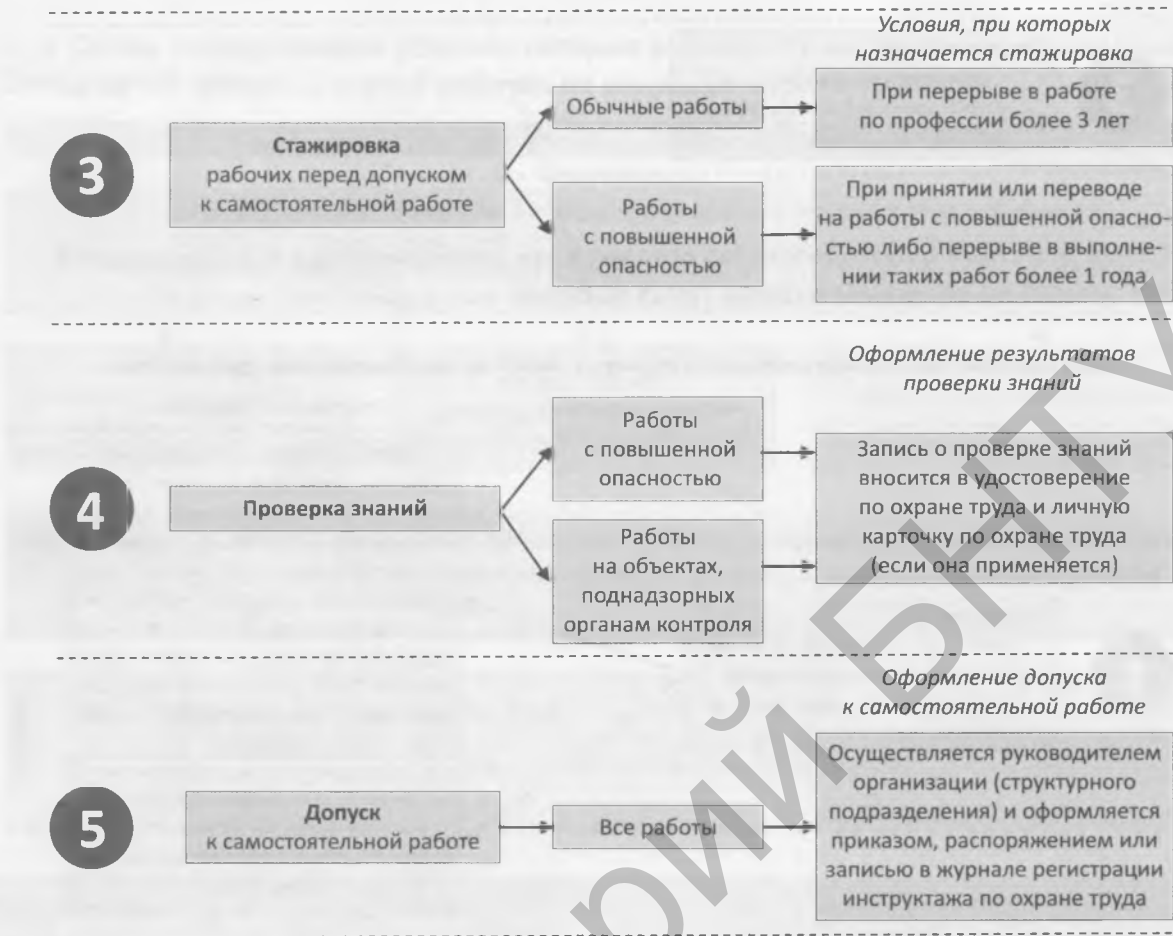 Условия, при которых
назначается стажировка
3
Стажировка
рабочих перед допуском
к самостоятельной работе
Обычные работы
При перерыве в работе
по профессии более 3 лет
Работы
с повышенной
опасностью
При принятии или переводе
на работы с повышенной опасно-
стью либо перерыве в выполне-
нии таких работ более 1 года
Оформление результатов
проверки знаний
4
Проверка знаний
Работы
с повышенной
опасностью
Работы
на объектах,
поднадзорных
органам контроля
Запись о проверке знаний
вносится в удостоверение
по охране труда и личную
карточку по охране труда
(если она применяется)
Оформление допуска
к самостоятельной работе
5
Допуск
к самостоятельной работе
Все работы
Осуществляется руководителем
организации (структурного
подразделения) и оформляется
приказом, распоряжением или
записью в журнале регистрации
инструктажа по охране труда
рий БНТУ